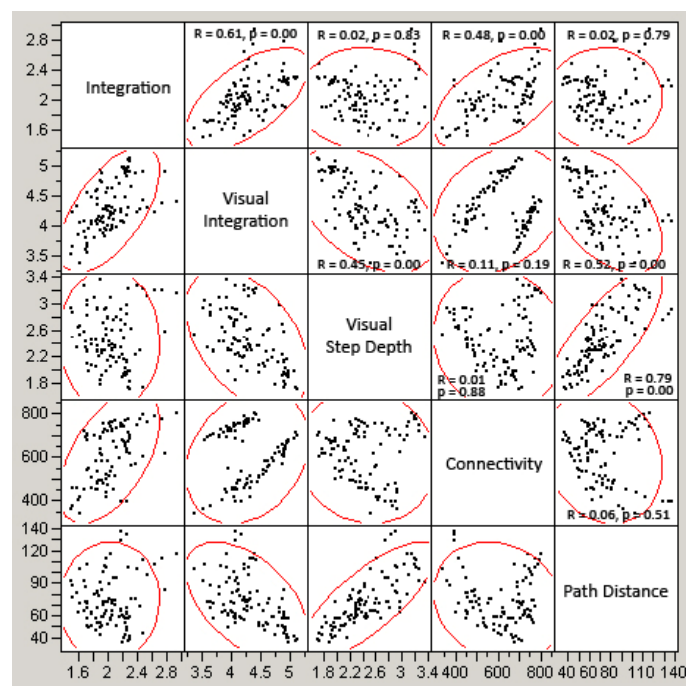 2.8
2.4
2
1.6
Integration
R = 0.61, p = 0.00
R = 0.02, p = 0.83
R = 0.48, p = 0.00
R = 0.02, p = 0.79
5
4.5
4
3.5
Visual
Integration
R = 0.45, p = 0.00
R = 0.11, p = 0.19
R = 0.52, p = 0.00
3.4
3
2.6
2.2
1.8
Visual
Step Depth
R = 0.01
p = 0.88
R = 0.79
p = 0.00
800
600
400
Connectivity
R = 0.06, p = 0.51
140
120
90
60
40
Path Distance
1.6 2 2.4 2.8 3.5 4.5 5 1.8 2.2 2.6 3 3.4 400 600 800 40 60 80 110 140